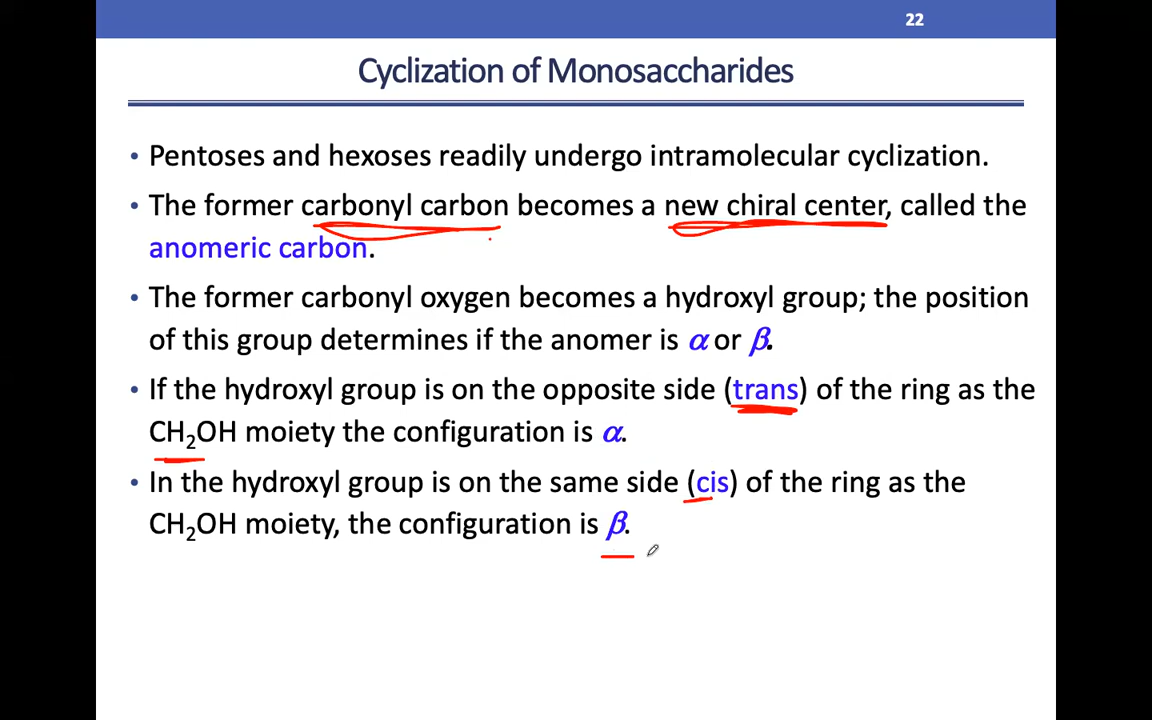 22
Cyclization of Monosaccharides
• Pentoses and hexoses readily undergo intramolecular cyclization.
• The former carbonyl carbon becomes a new chiral center, called the
anomeric carbon.
• The former carbonyl oxygen becomes a hydroxyl group; the position
of this group determines if the anomer is α or β.
• If the hydroxyl group is on the opposite side (trans) of the ring as the
CH₂OH moiety the configuration is α.
• In the hydroxyl group is on the same side (cis) of the ring as the
CH₂OH moiety, the configuration is β.